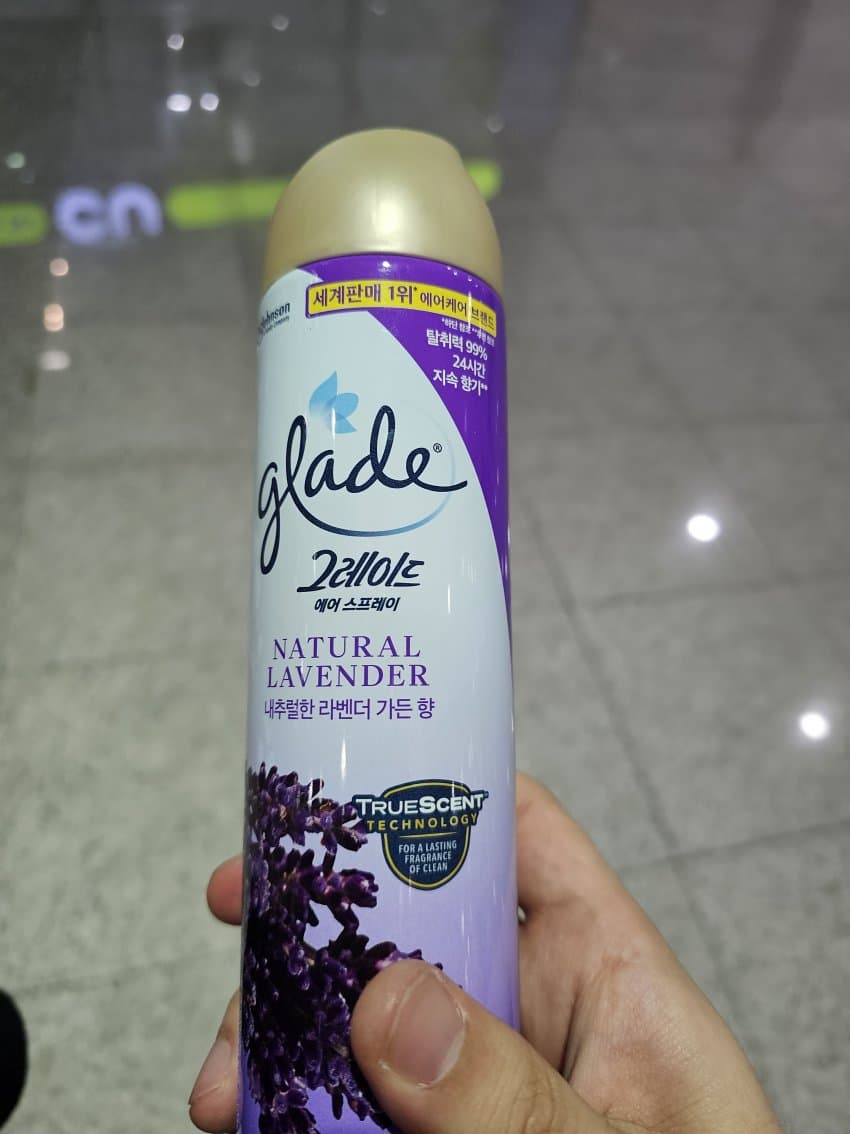 cn
Johnson
세계판매 1위* 에어케어 브랜드
탈취력 99%
24시간
지속 향기**
glade®
그레이드
에어 스프레이
NATURAL
LAVENDER
내추럴한 라벤더 가든 향
TRUESCENT
TECHNOLOGY
FOR A LASTING
FRAGRANCE
OF CLEAN